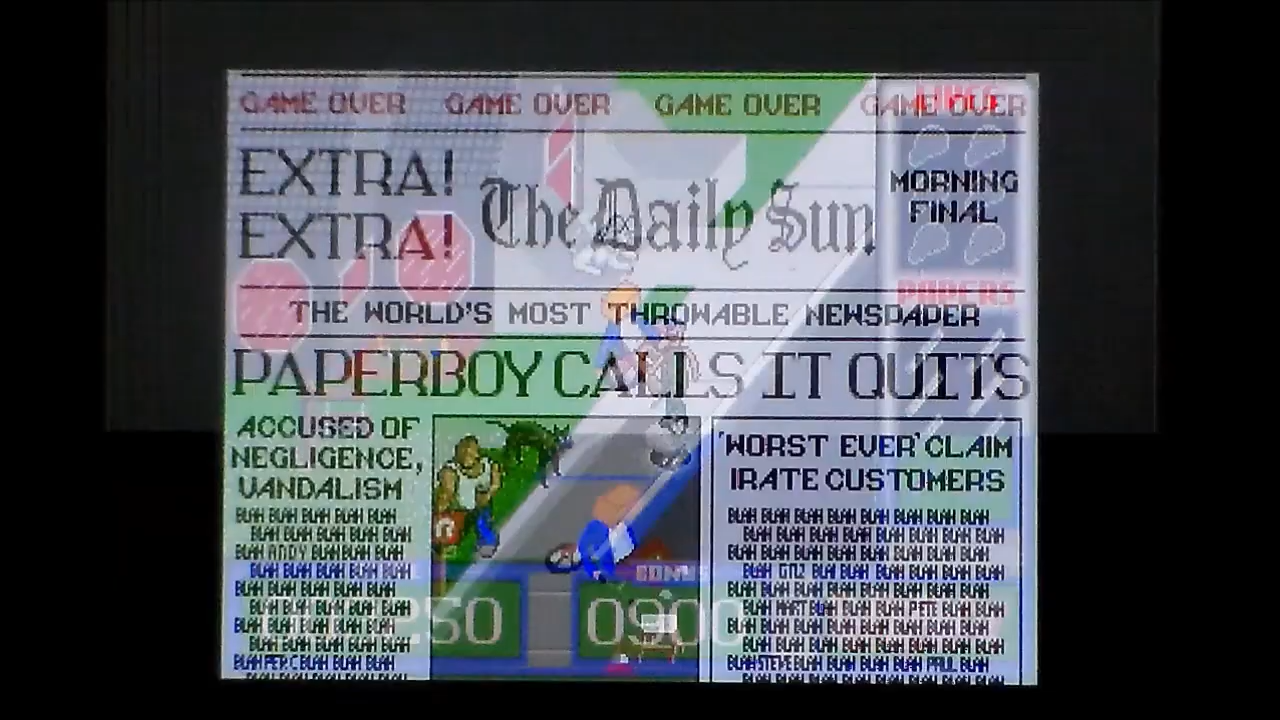 GAME OVER GAME OVER GAME OVER GAME OVER
EXTRA!
EXTRA!
The Daily Sun
MORNING
FINAL
PAPERS
THE WORLD'S MOST THROWABLE NEWSPAPER
PAPERBOY CALLS IT QUITS
ACCUSED OF
NEGLIGENCE,
VANDALISM
BLAH BLAH BLAH BLAH BLAH
BLAH BLAH BLAH BLAH BLAH
BLAH ANDY BLAH BLAH BLAH
BLAH BLAH BLAH BLAH BLAH
BLAH BLAH BLAH BLAH BLAH
BLAH BLAH BLAH BLAH BLAH
BLAH BLAH BLAH BLAH BLAH
BLAH BLAH BLAH BLAH BLAH
BLAH BLAH BLAH BLAH
BONUS
250
0900
'WORST EVER' CLAIM
IRATE CUSTOMERS
BLAH BLAH BLAH BLAH BLAH BLAH BLAH BLAH
BLAH BLAH BLAH BLAH BLAH BLAH BLAH BLAH
BLAH BLAH BLAH BLAH BLAH BLAH BLAH BLAH
BLAH BLAH BLAH BLAH BLAH BLAH
BLAH BLAH BLAH BLAH BLAH BLAH BLAH BLAH
BLAH HART BLAH BLAH BLAH PETE BLAH BLAH
BLAH BLAH BLAH BLAH BLAH BLAH BLAH BLAH
BLAH BLAH BLAH BLAH BLAH BLAH BLAH BLAH
BLAH STEVE BLAH BLAH BLAH BLAH PAUL BLAH